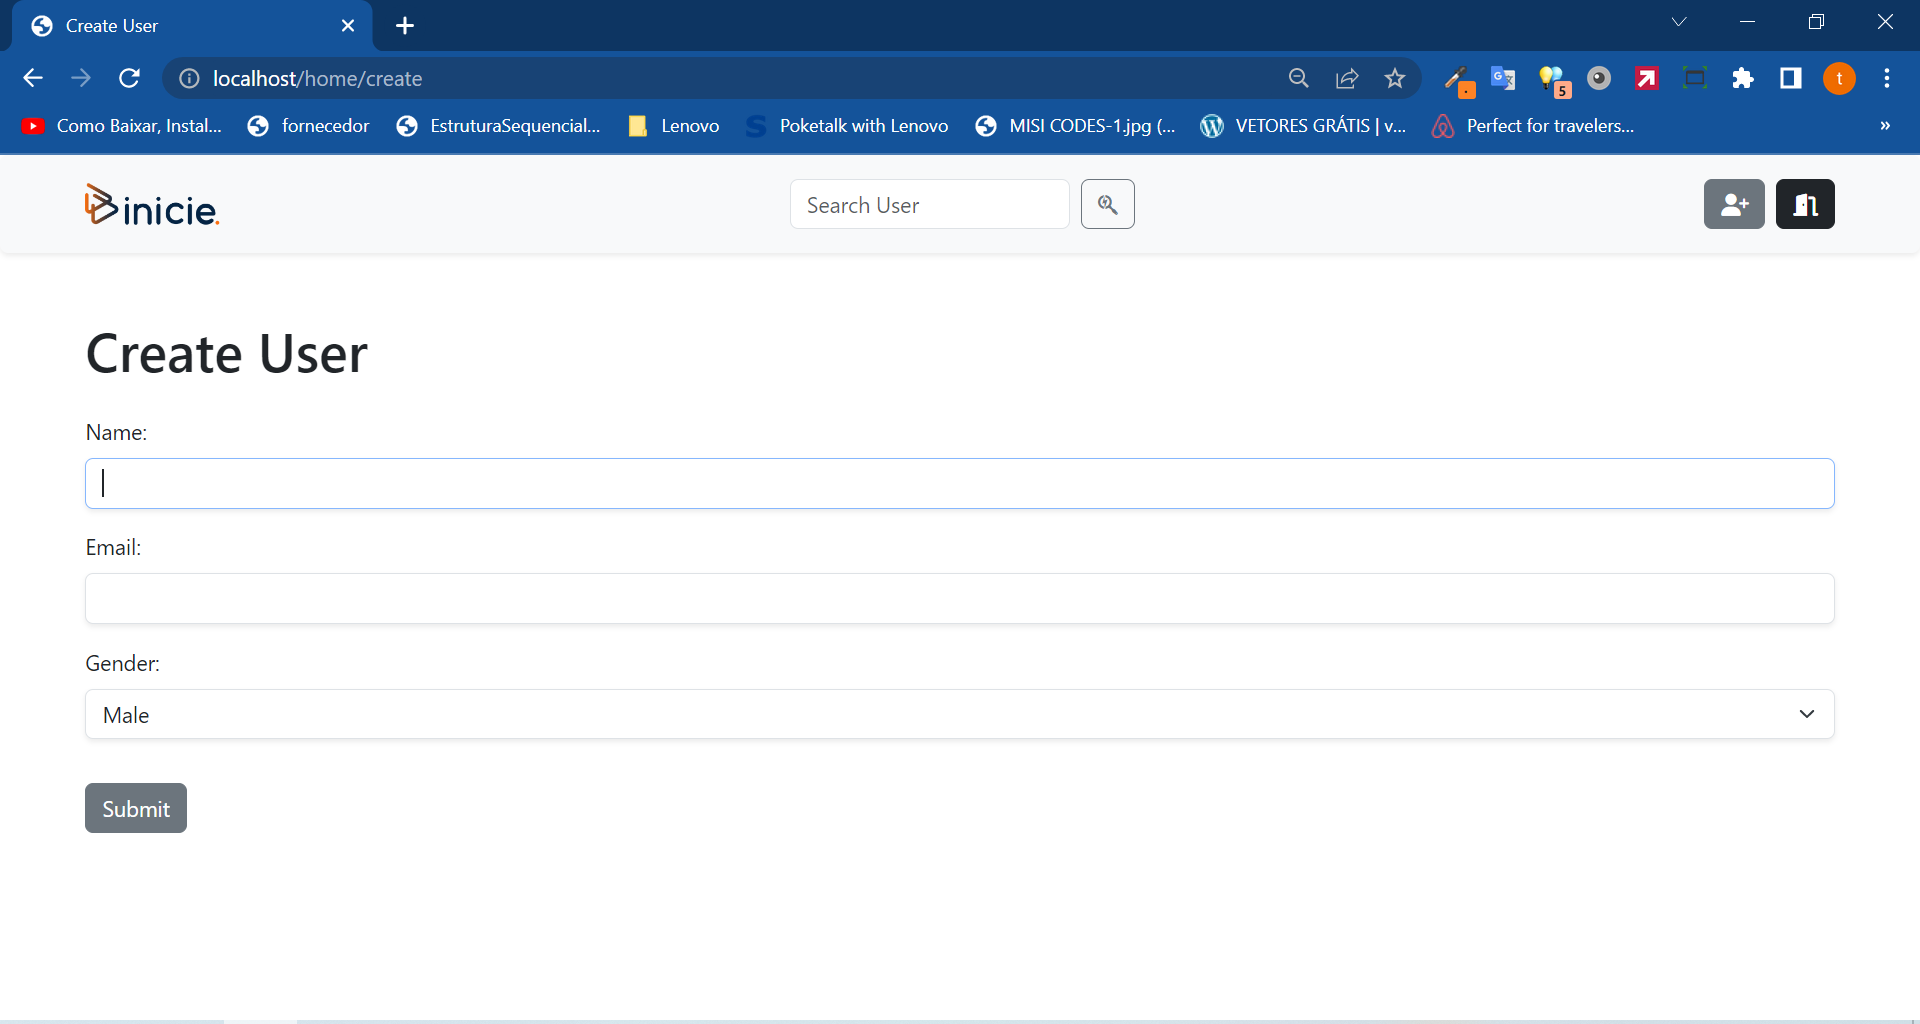 Create User
localhost/home/create
5
t
Como Baixar, Instal...
fornecedor
EstruturaSequencial...
Lenovo
Poketalk with Lenovo
MISI CODES-1.jpg (...
VETORES GRÁTIS | v...
Perfect for travelers...
»
inicie.
Search User
Create User
Name:
Email:
Gender:
Male
Submit